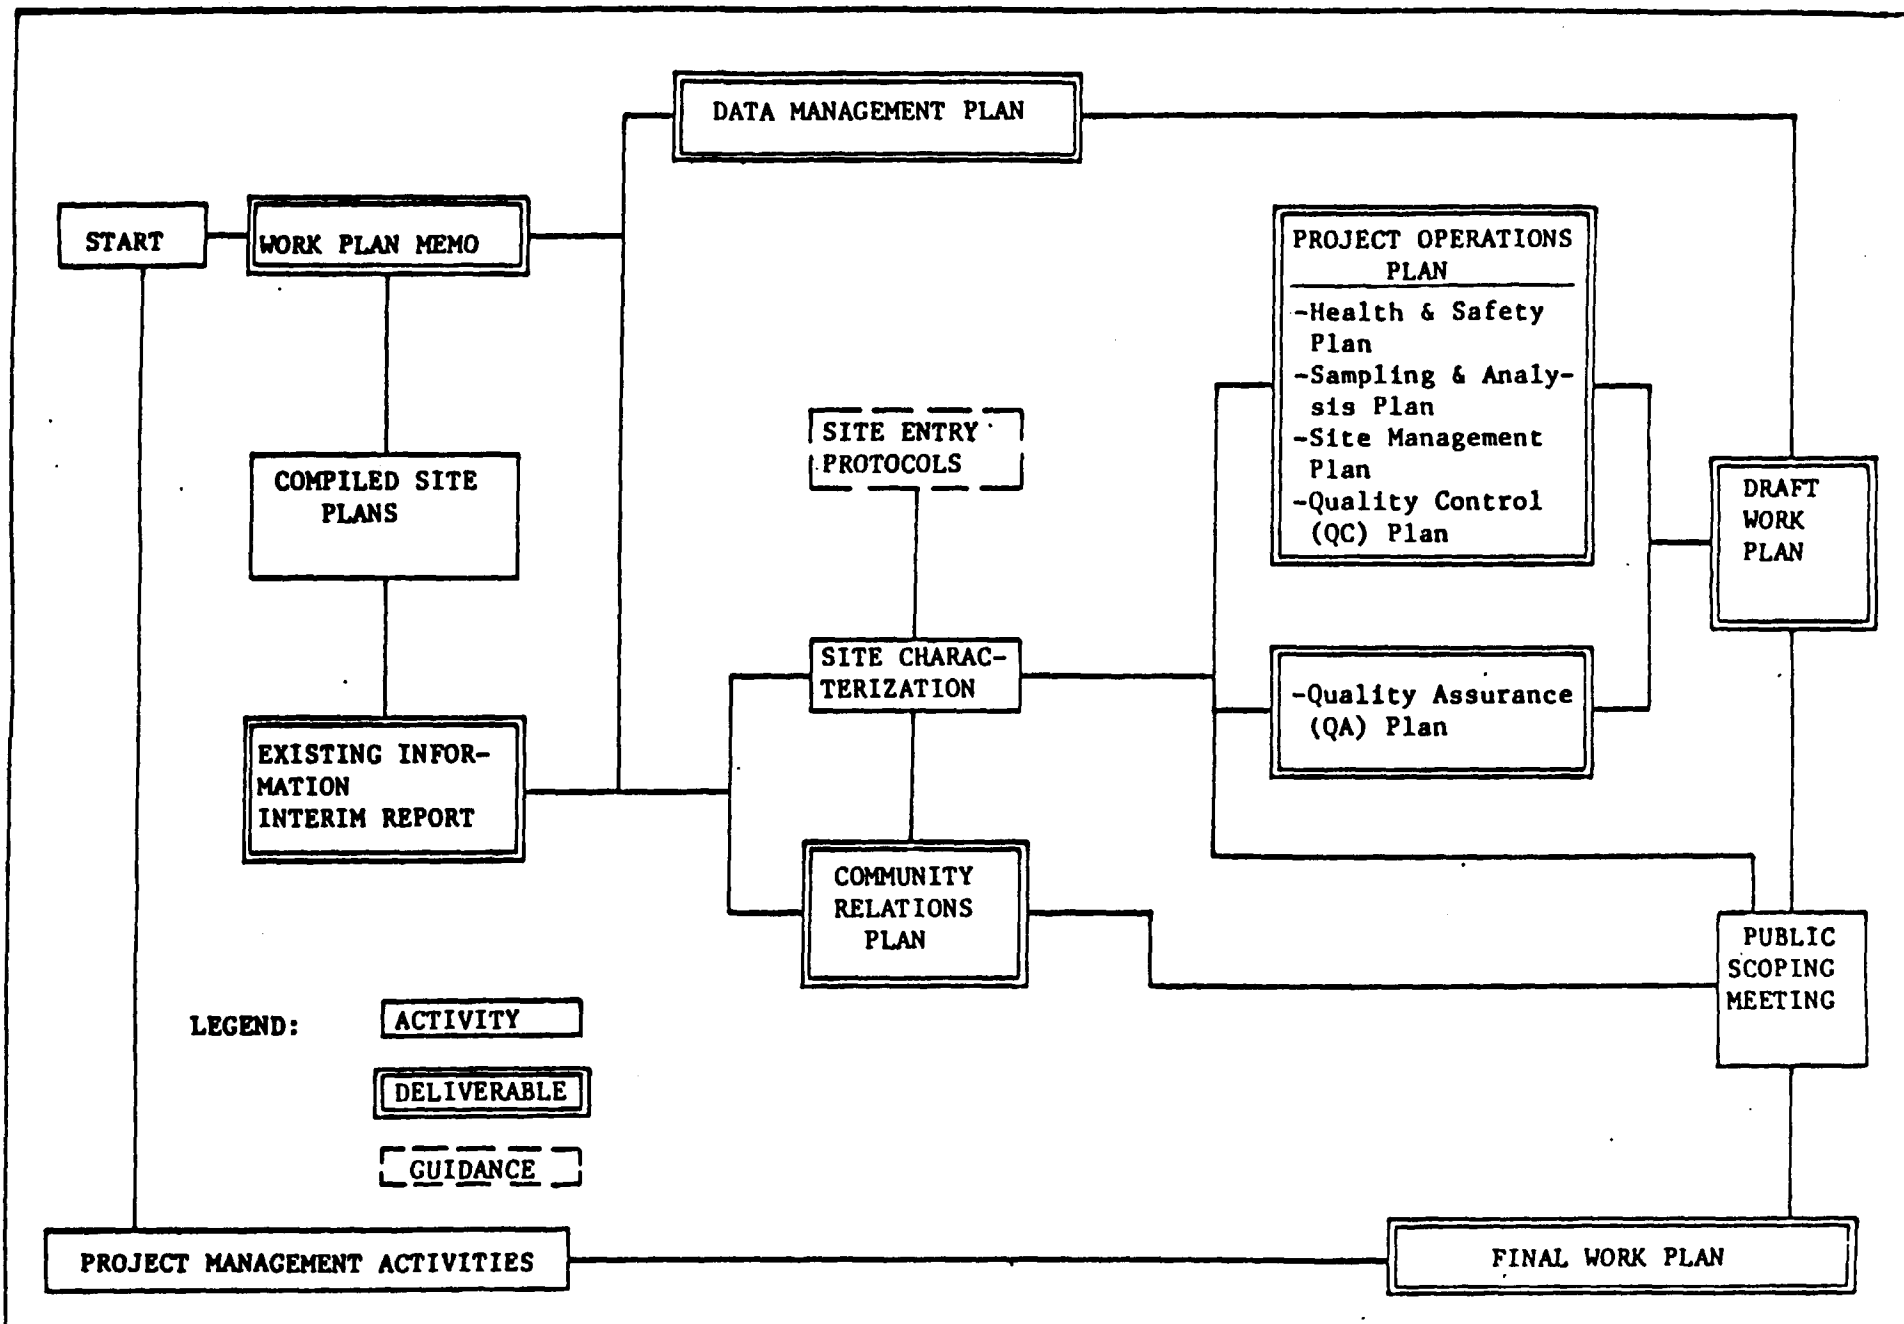 DATA MANAGEMENT PLAN
START
WORK PLAN MEMO
PROJECT OPERATIONS
PLAN
-Health & Safety
Plan
-Sampling & Analy-
sis Plan
-Site Management
Plan
-Quality Control
(QC) Plan
SITE ENTRY
PROTOCOLS
COMPILED SITE
PLANS
DRAFT
WORK
PLAN
SITE CHARAC-
TERIZATION
-Quality Assurance
(QA) Plan
EXISTING INFOR-
MATION
INTERIM REPORT
COMMUNITY
RELATIONS
PLAN
PUBLIC
SCOPING
MEETING
LEGEND:
ACTIVITY
DELIVERABLE
GUIDANCE
PROJECT MANAGEMENT ACTIVITIES
FINAL WORK PLAN